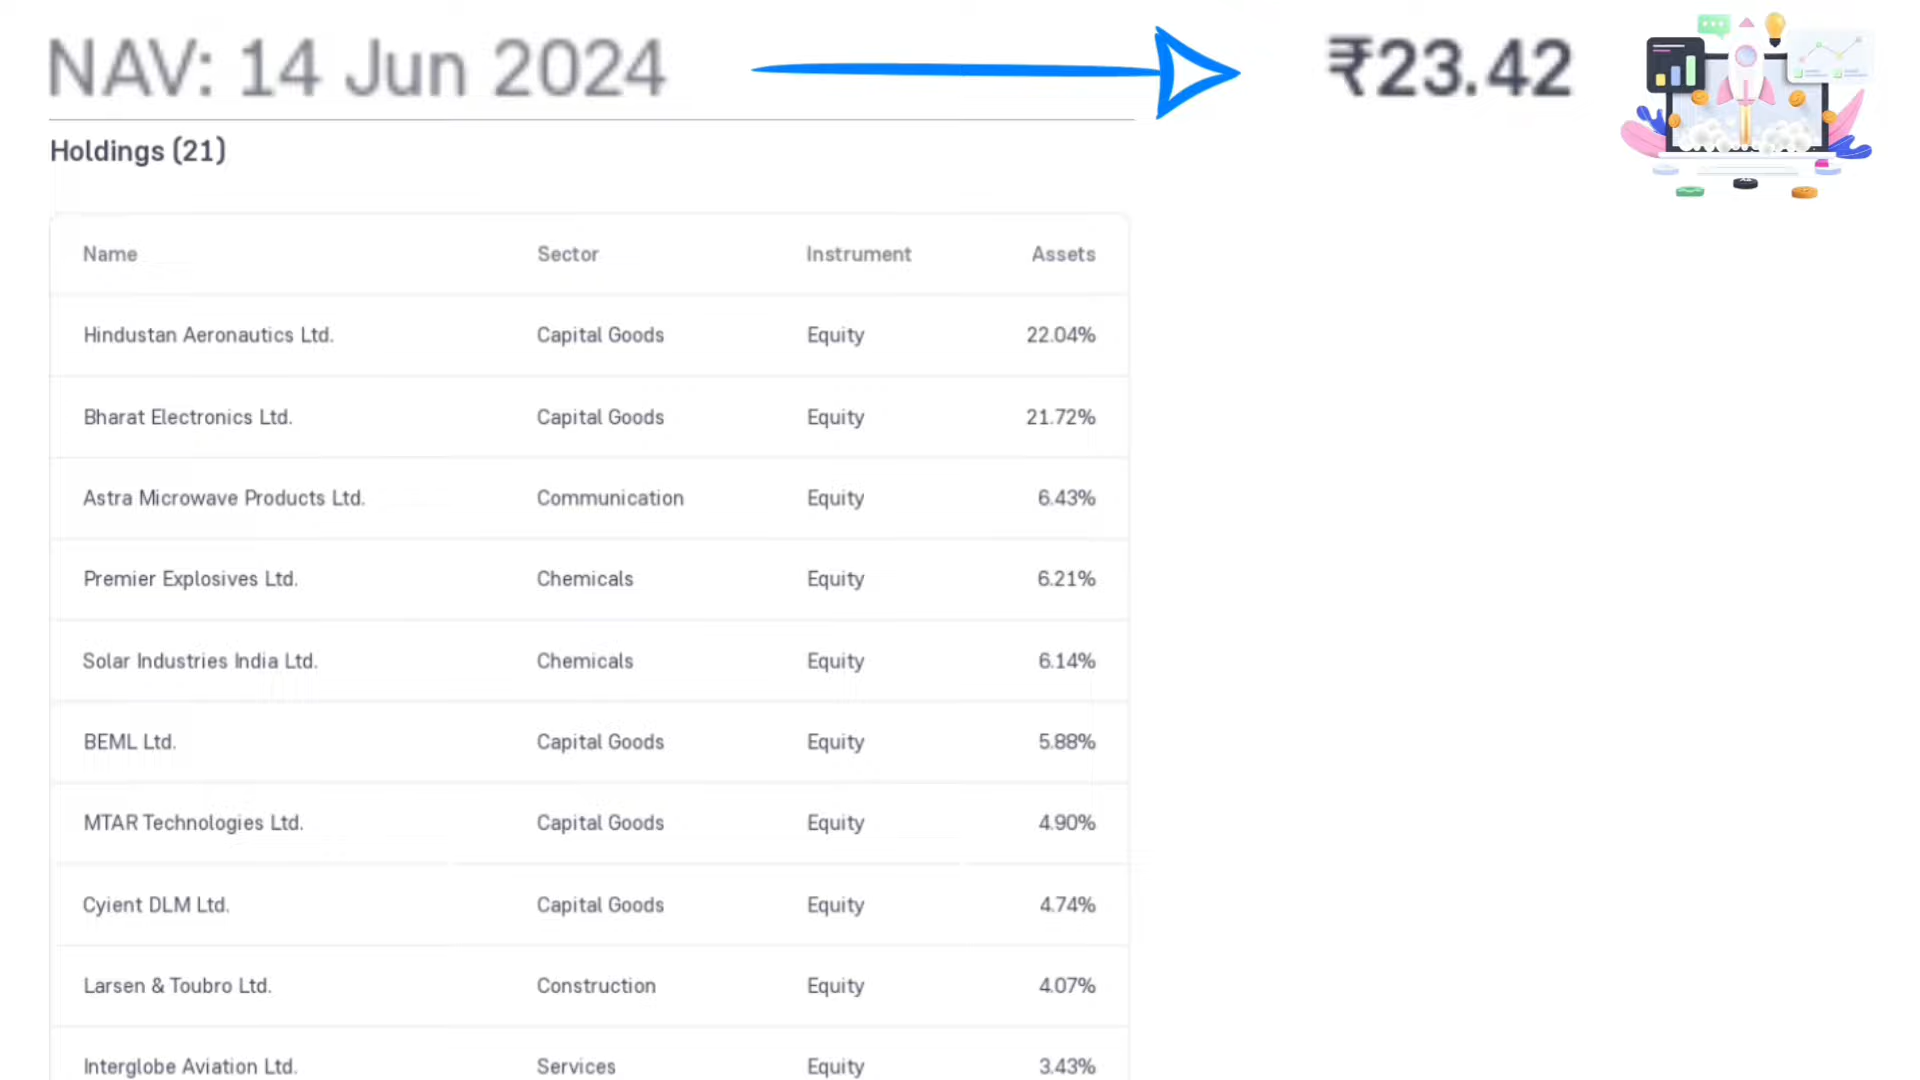 NAV: 14 Jun 2024 ₹23.42
Holdings (21)
Name Sector Instrument Assets
Hindustan Aeronautics Ltd. Capital Goods Equity 22.04%
Bharat Electronics Ltd. Capital Goods Equity 21.72%
Astra Microwave Products Ltd. Communication Equity 6.43%
Premier Explosives Ltd. Chemicals Equity 6.21%
Solar Industries India Ltd. Chemicals Equity 6.14%
BEML Ltd. Capital Goods Equity 5.88%
MTAR Technologies Ltd. Capital Goods Equity 4.90%
Cyient DLM Ltd. Capital Goods Equity 4.74%
Larsen & Toubro Ltd. Construction Equity 4.07%
Interglobe Aviation Ltd. Services Equity 3.43%